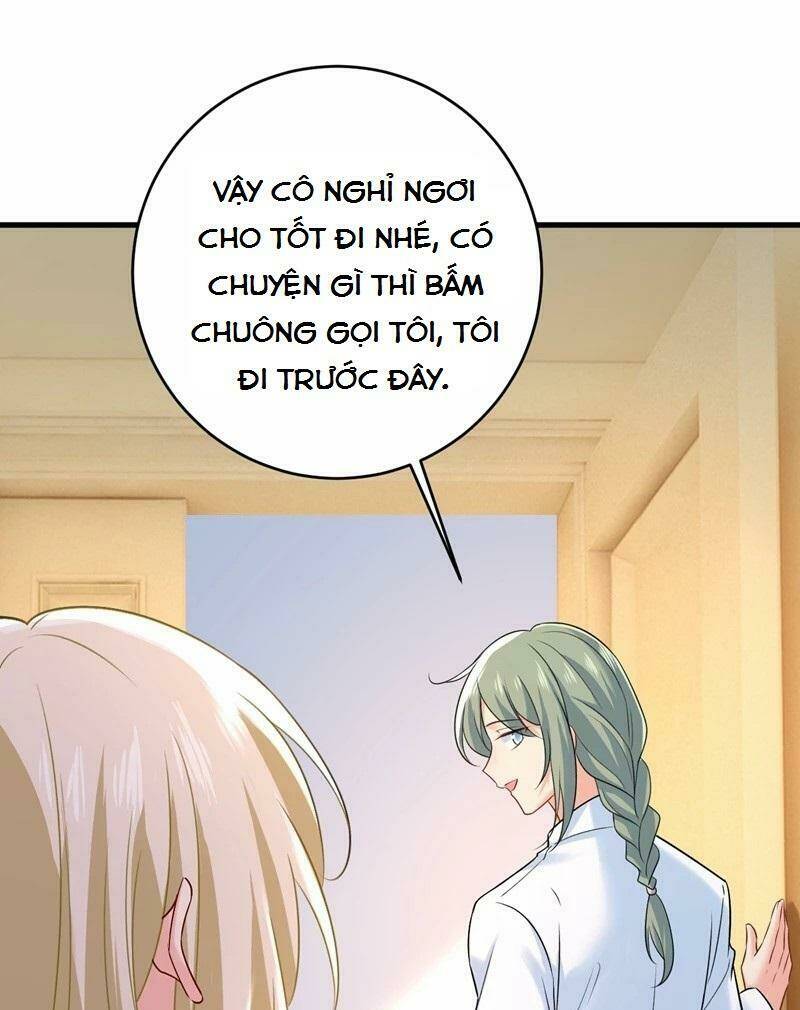 VẬY CÔ NGHỈ NGƠI
CHO TỐT ĐI NHÉ, CÓ
CHUYỆN GÌ THÌ BẤM
CHUÔNG GỌI TÔI, TÔI
ĐI TRƯỚC ĐÂY.